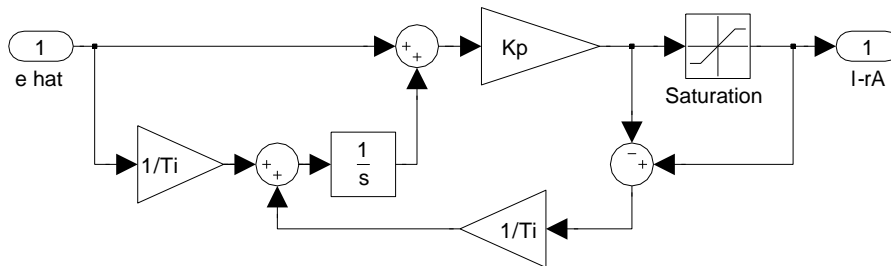 1
e hat
+
+
Kp
Saturation
1
I-rA
1/Ti
+
+
1
s
−
+
1/Ti